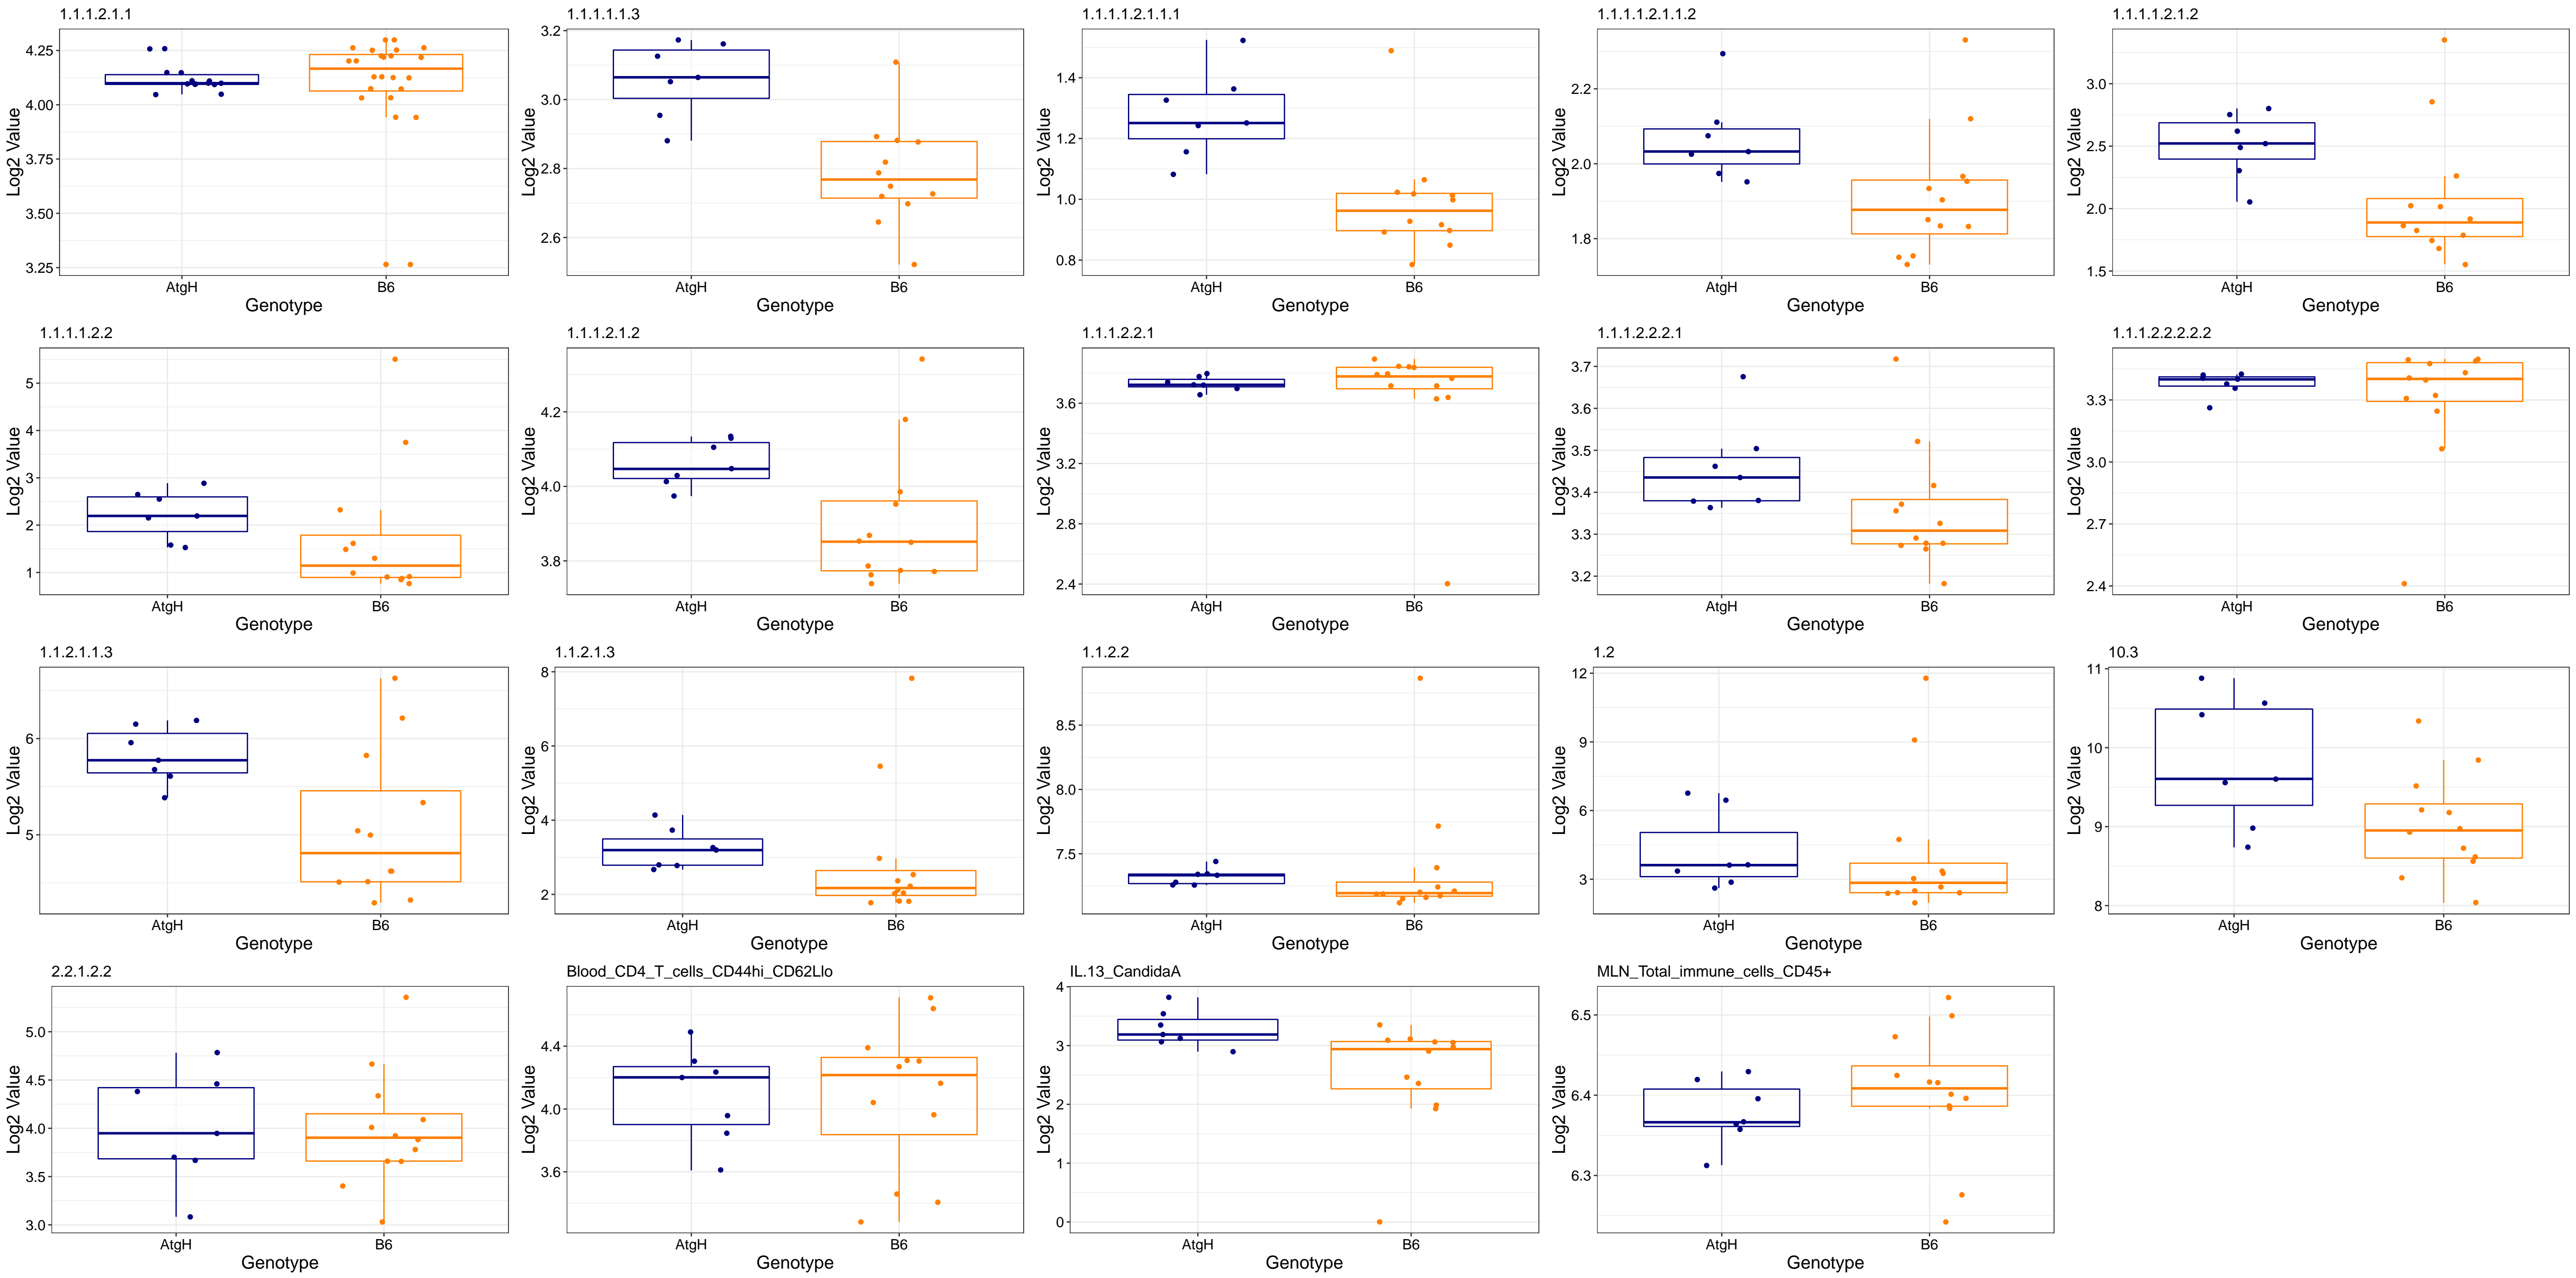 1.1.1.2.1.1
Log2 Value
4.25
4.00
3.75
3.50
3.25
AtgH
B6
Genotype
1.1.1.1.1.3
Log2 Value
3.2
3.0
2.8
2.6
AtgH
B6
Genotype
1.1.1.1.2.1.1.1
Log2 Value
1.4
1.2
1.0
0.8
AtgH
B6
Genotype
1.1.1.1.2.1.1.2
Log2 Value
2.2
2.0
1.8
AtgH
B6
Genotype
1.1.1.1.2.1.2
Log2 Value
3.0
2.5
2.0
1.5
AtgH
B6
Genotype
1.1.1.1.2.2
Log2 Value
5
4
3
2
1
AtgH
B6
Genotype
1.1.1.2.1.2
Log2 Value
4.2
4.0
3.8
AtgH
B6
Genotype
1.1.1.2.2.1
Log2 Value
3.6
3.2
2.8
2.4
AtgH
B6
Genotype
1.1.1.2.2.2.1
Log2 Value
3.7
3.6
3.5
3.4
3.3
3.2
AtgH
B6
Genotype
1.1.1.2.2.2.2.2
Log2 Value
3.3
3.0
2.7
2.4
AtgH
B6
Genotype
1.1.2.1.1.3
Log2 Value
6
5
AtgH
B6
Genotype
1.1.2.1.3
Log2 Value
8
6
4
2
AtgH
B6
Genotype
1.1.2.2
Log2 Value
8.5
8.0
7.5
AtgH
B6
Genotype
1.2
Log2 Value
12
9
6
3
AtgH
B6
Genotype
10.3
Log2 Value
11
10
9
8
AtgH
B6
Genotype
2.2.1.2.2
Log2 Value
5.0
4.5
4.0
3.5
3.0
AtgH
B6
Genotype
Blood_CD4_T_cells_CD44hi_CD62Llo
Log2 Value
4.4
4.0
3.6
AtgH
B6
Genotype
IL.13_CandidaA
Log2 Value
4
3
2
1
0
AtgH
B6
Genotype
MLN_Total_immune_cells_CD45+
Log2 Value
6.5
6.4
6.3
AtgH
B6
Genotype